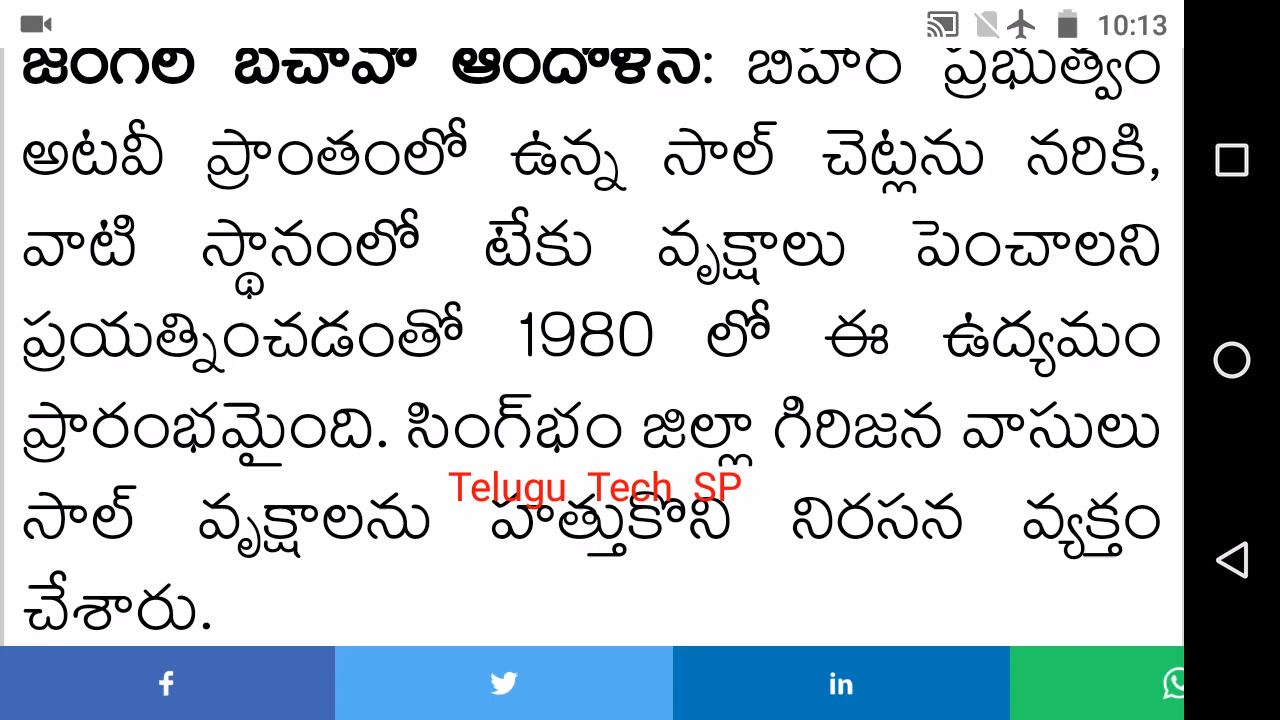 10:13
జంగిల్ బచావో ఆందోళన: బీహార్ ప్రభుత్వం
అటవీ ప్రాంతంలో ఉన్న సాల్ చెట్లను నరికి,
వాటి స్థానంలో టేకు వృక్షాలు పెంచాలని
ప్రయత్నించడంతో 1980 లో ఈ ఉద్యమం
ప్రారంభమైంది. సింగ్‌భం జిల్లా గిరిజన వాసులు
Telugu Tech SP
సాల్ వృక్షాలను హత్తుకొని నిరసన వ్యక్తం
చేశారు.